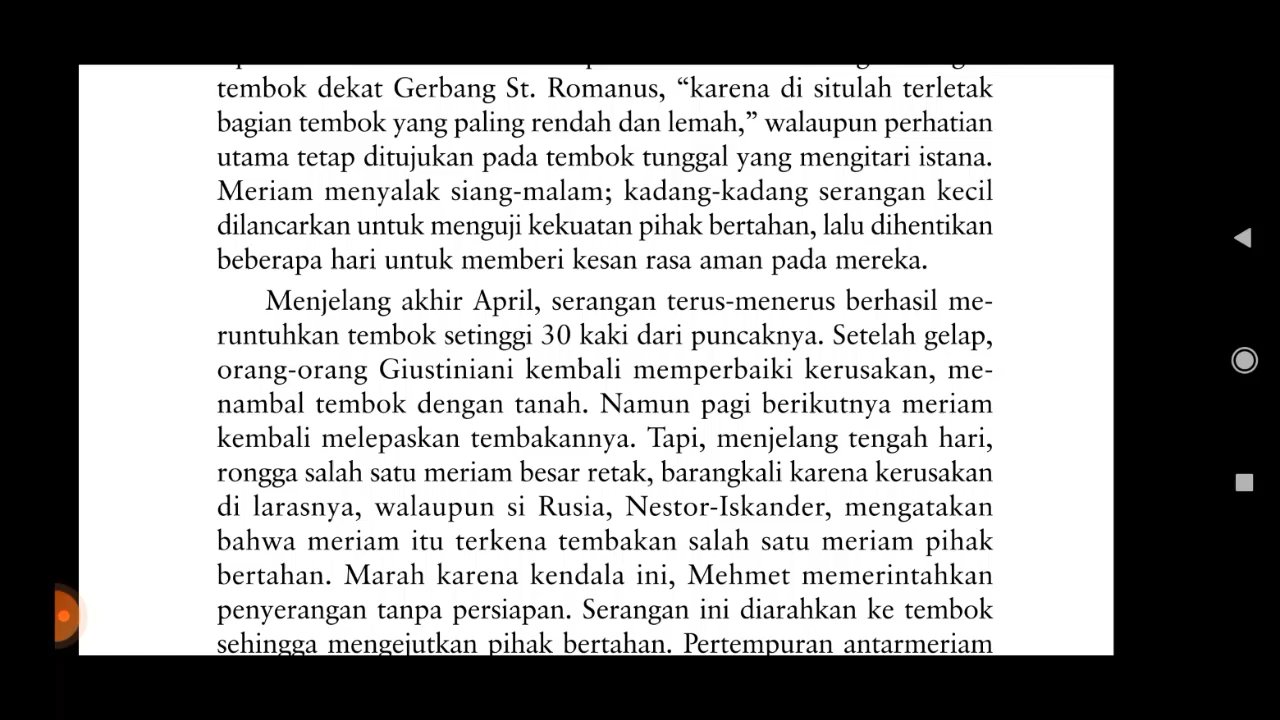 tembok dekat Gerbang St. Romanus, “karena di situlah terletak
bagian tembok yang paling rendah dan lemah,” walaupun perhatian
utama tetap ditujukan pada tembok tunggal yang mengitari istana.
Meriam menyalak siang-malam; kadang-kadang serangan kecil
dilancarkan untuk menguji kekuatan pihak bertahan, lalu dihentikan
beberapa hari untuk memberi kesan rasa aman pada mereka.
Menjelang akhir April, serangan terus-menerus berhasil me-
runtuhkan tembok setinggi 30 kaki dari puncaknya. Setelah gelap,
orang-orang Giustiniani kembali memperbaiki kerusakan, me-
nambal tembok dengan tanah. Namun pagi berikutnya meriam
kembali melepaskan tembakannya. Tapi, menjelang tengah hari,
rongga salah satu meriam besar retak, barangkali karena kerusakan
di larasnya, walaupun si Rusia, Nestor-Iskander, mengatakan
bahwa meriam itu terkena tembakan salah satu meriam pihak
bertahan. Marah karena kendala ini, Mehmet memerintahkan
penyerangan tanpa persiapan. Serangan ini diarahkan ke tembok
sehingga mengejutkan pihak bertahan. Pertempuran antarmeriam